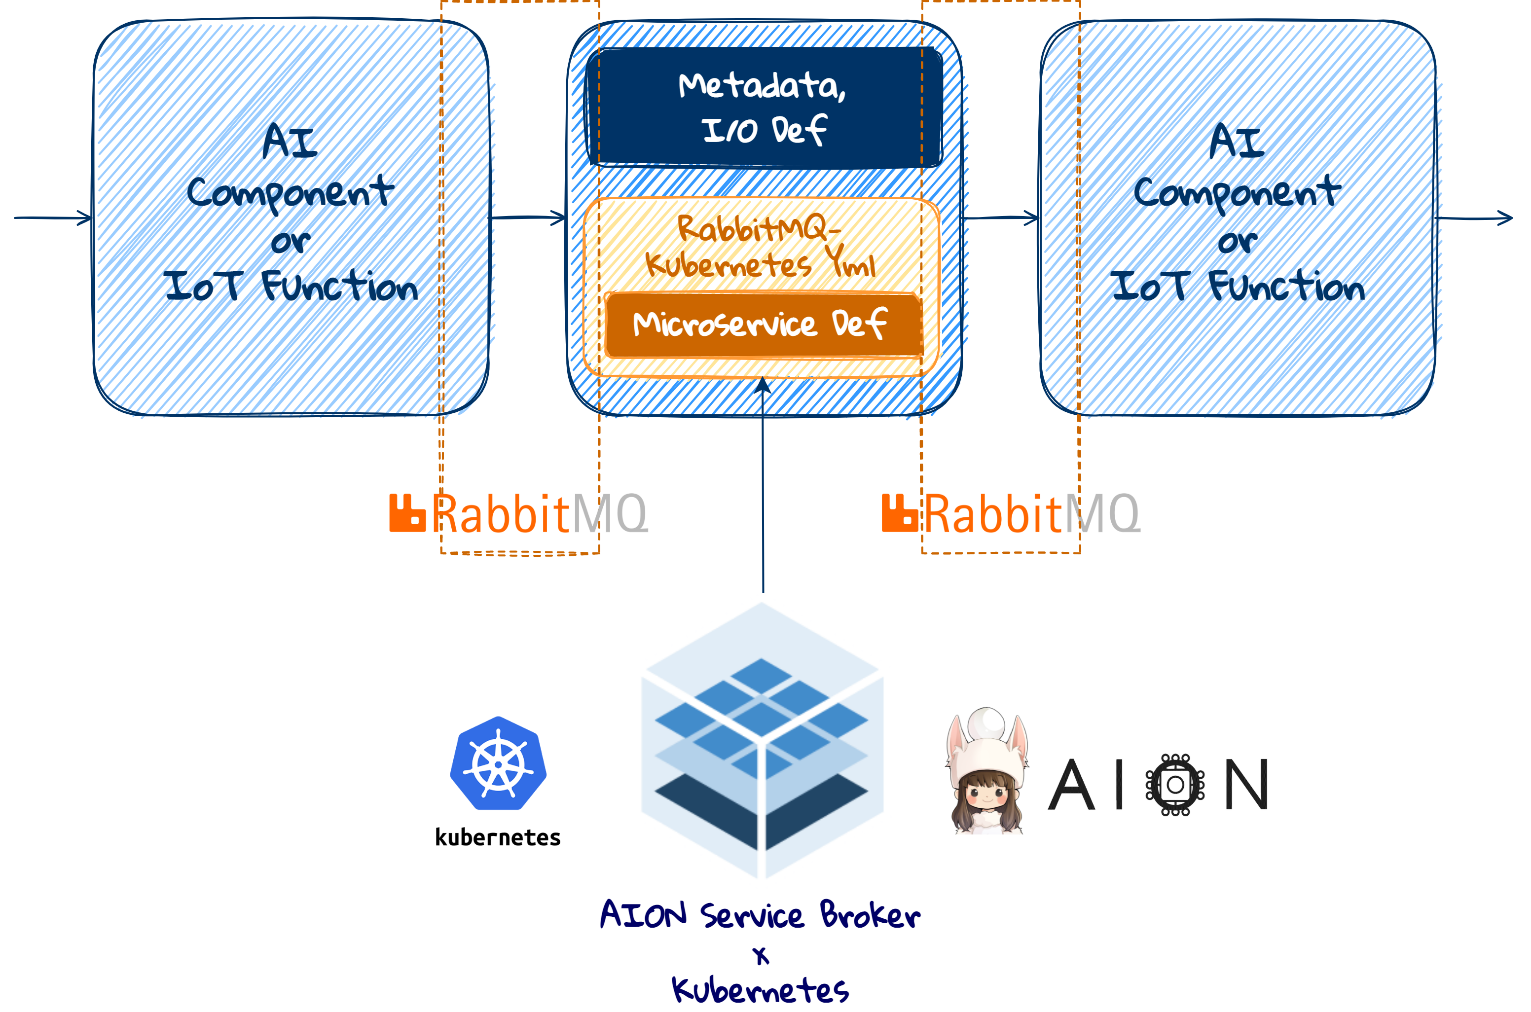 AI
Component
or
IoT Function
Metadata,
I/O Def
RabbitMQ-
Kubernetes Yml
Microservice Def
AI
Component
or
IoT Function
RabbitMQ
RabbitMQ
kubernetes
AION
AION Service Broker
x
Kubernetes